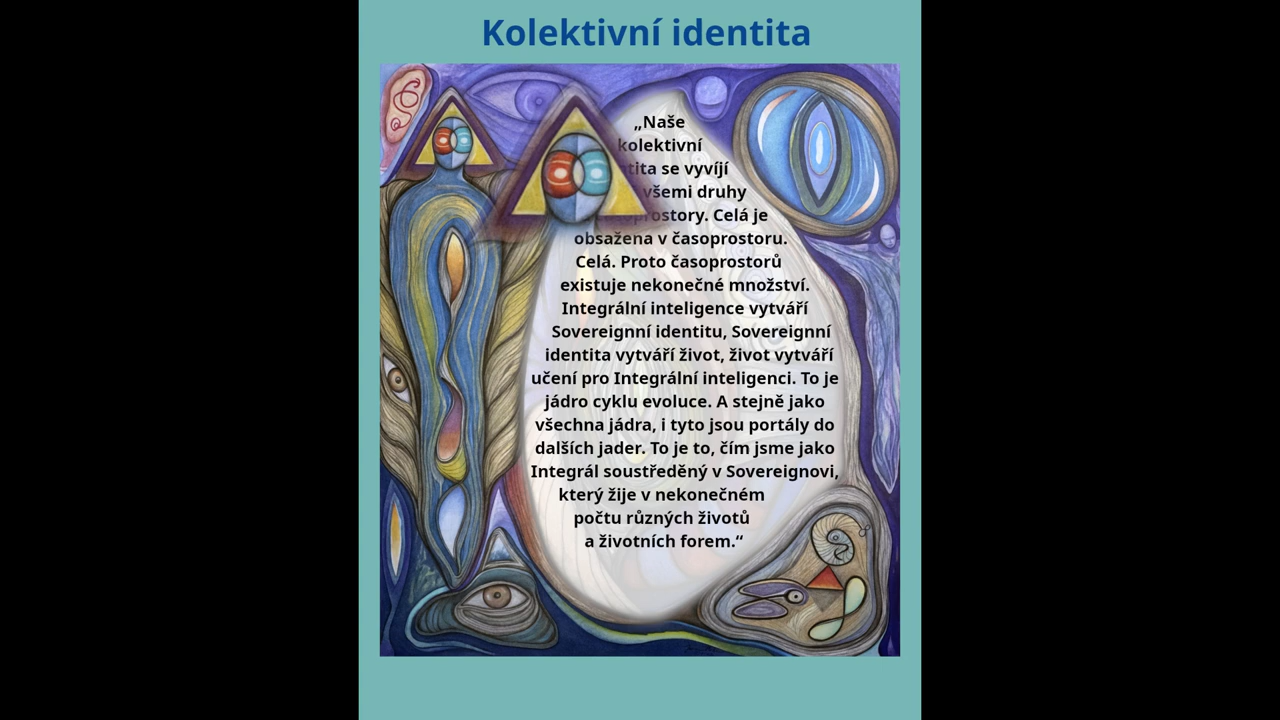 Kolektivní identita
„Naše
kolektivní
se vyvíjí
všemi druhy
Celá je
obsažena v časoprostoru.
Celá. Proto časoprostorů
existuje nekonečné množství.
Integrální inteligence vytváří
Sovereignní identitu, Sovereignní
identita vytváří život, život vytváří
učení pro Integrální inteligenci. To je
jádro cyklu evoluce. A stejně jako
všechna jádra, i tyto jsou portály do
dalších jader. To je to, čím jsme jako
Integrál soustředěný v Sovereignovi,
který žije v nekonečném
počtu různých životů
a životních forem.“